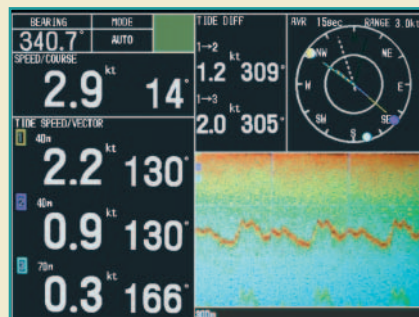 BEARING MODE
340.7° AUTO
SPEED/COURSE
2.9 kt 14°
TIDE SPEED/VECTOR
1 40m
2.2 kt 130°
2 40m
0.9 kt 130°
3 70m
0.3 kt 166°
TIDE DIFF
1→2
1.2 kt 309°
1→3
2.0 kt 305°
AVR 15sec RANGE 3.0kt
NW NE
W E
SW SE
S